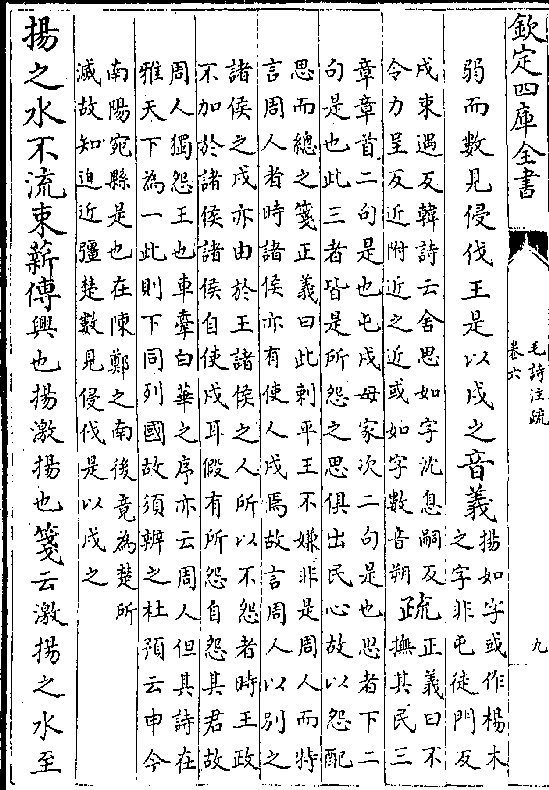 欽定四庫全書
毛詩注疏
卷六
九
弱而數見侵伐王是以戍之音義揚如字或作楊木
之字非屯徒門反
戍束遇反韓詩云舍思如字沈息嗣反
令力呈反近附近之近或如字數音朔疏正義曰不
撫其民三
章章首二句是也屯戍母家次二句是也思者下二
句是也此三者皆是所怨之思俱出民心故以怨配
思而總之箋正義曰此刺平王不嫌非是周人而特
言周人者時諸侯亦有使人戍焉故言周人以別之
諸侯之戍亦由於王諸侯之人所以不怨者時王政
不加於諸侯諸侯自使戍耳假有所怨自怨其君故
周人獨怨王也車舝白華之序亦云周人但其詩在
雅天下為一此則下同列國故須辨之杜預云申今
南陽宛縣是也在陳鄭之南後竟為楚所
滅故知迫近彊楚數見侵伐是以戍之
揚之水不流束薪傳興也揚激揚也箋云激揚之水至